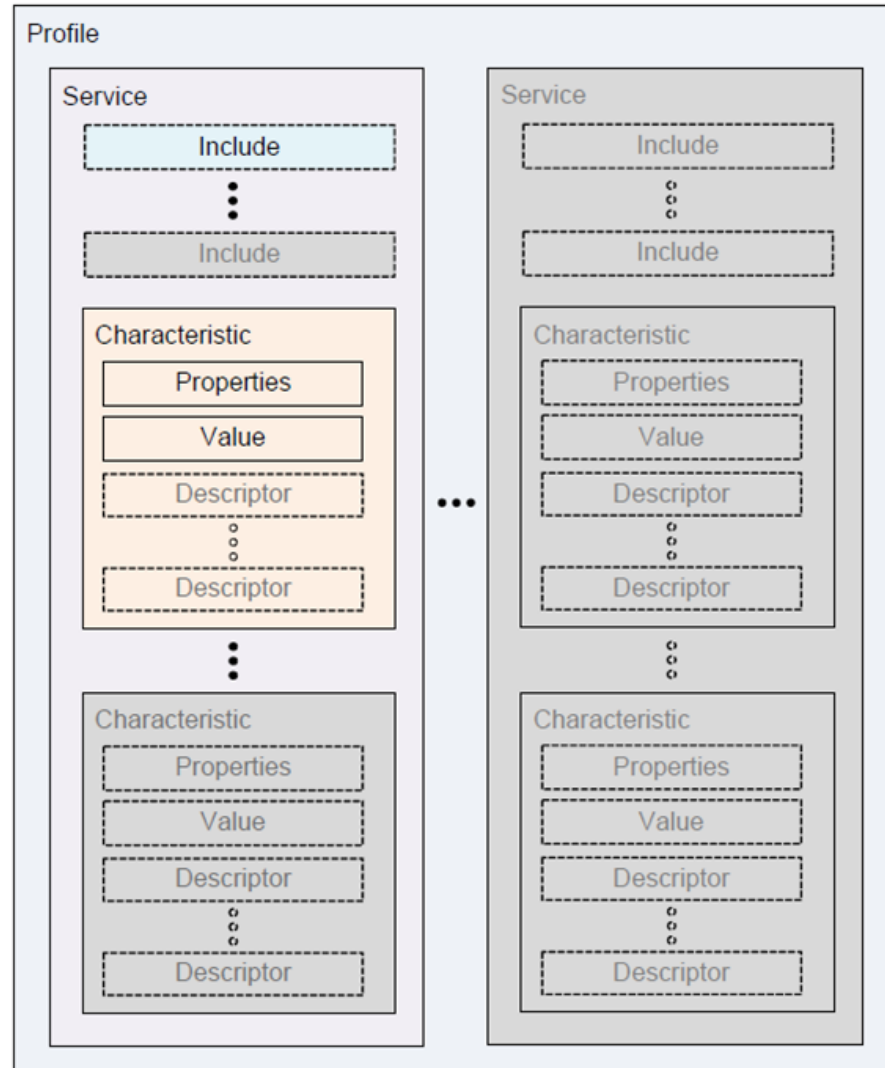 Profile
Service
Include
Include
Characteristic
Properties
Value
Descriptor
Descriptor
Characteristic
Properties
Value
Descriptor
Descriptor
Service
Include
Include
Characteristic
Properties
Value
Descriptor
Descriptor
Characteristic
Properties
Value
Descriptor
Descriptor